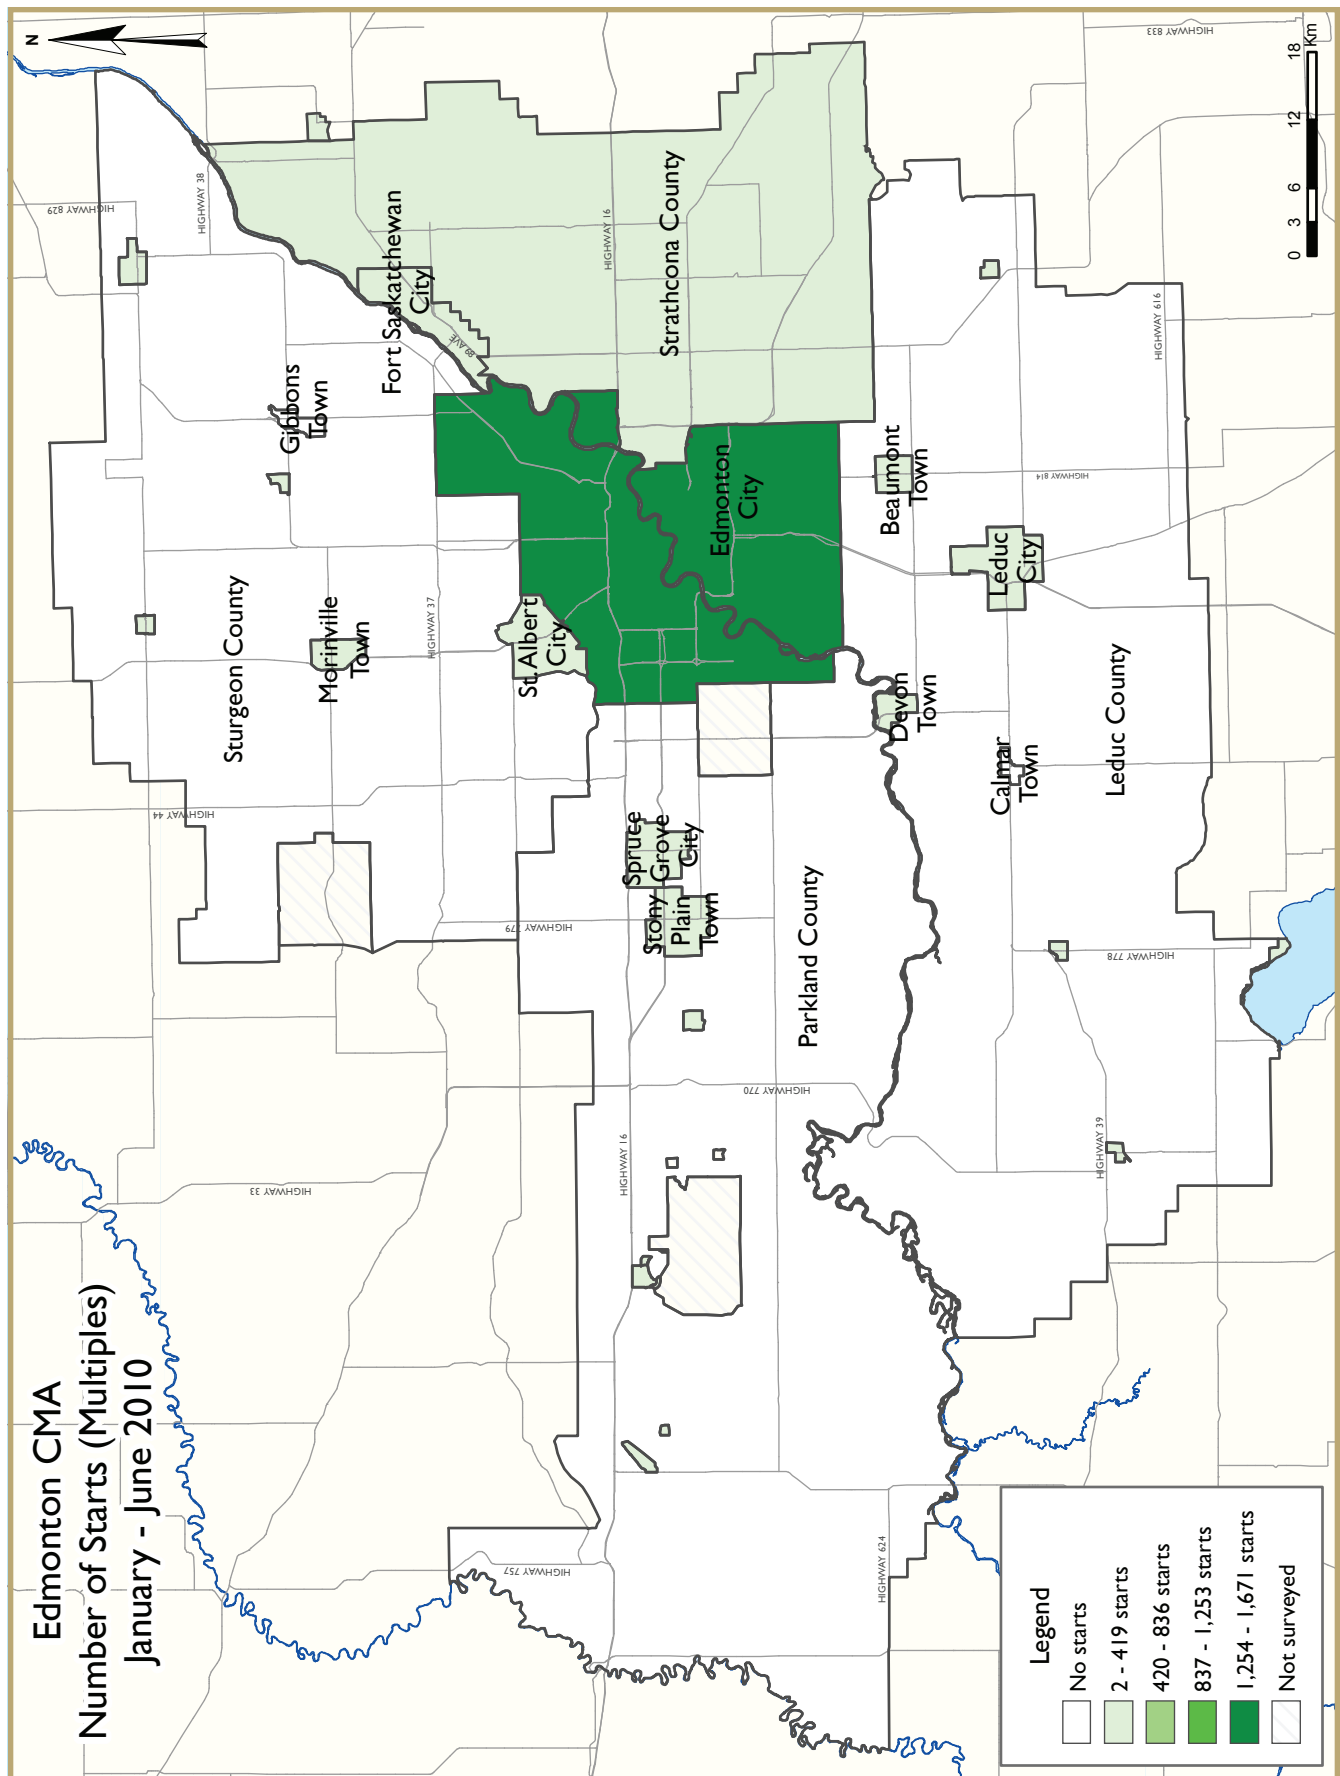 Edmonton CMA
Number of Starts (Multiples)
January - June 2010
N
HIGHWAY 829
HIGHWAY 38
HIGHWAY 833
Fort Saskatchewan
City
89 AVE
HIGHWAY 16
Strathcona County
Gibbons
Town
Sturgeon County
Morinville
Town
HIGHWAY 37
St. Albert
City
Edmonton
City
Beaumont
Town
HIGHWAY 814
HIGHWAY 616
Leduc
City
Devon
Town
Calmar
Town
Leduc County
HIGHWAY 44
HIGHWAY 779
Spruce
Grove
City
Stony
Plain
Town
Parkland County
HIGHWAY 778
HIGHWAY 770
HIGHWAY 39
HIGHWAY 16
HIGHWAY 33
HIGHWAY 757
HIGHWAY 624
0 3 6 12 18
Km
Legend
No starts
2 - 419 starts
420 - 836 starts
837 - 1,253 starts
1,254 - 1,671 starts
Not surveyed